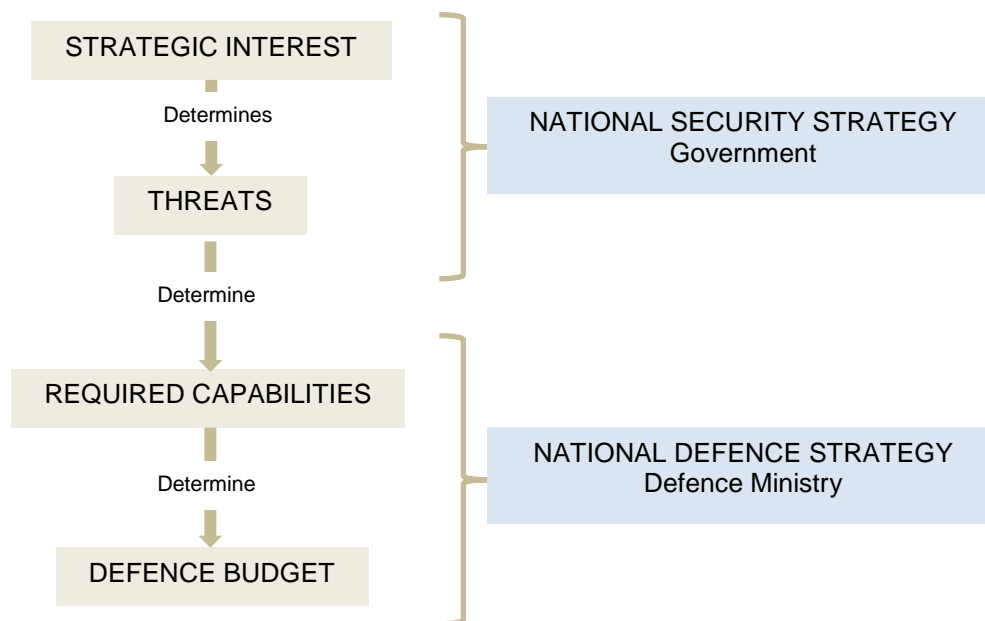 STRATEGIC INTEREST
Determines
THREATS
Determine
REQUIRED CAPABILITIES
Determine
DEFENCE BUDGET
NATIONAL SECURITY STRATEGY
Government
NATIONAL DEFENCE STRATEGY
Defence Ministry